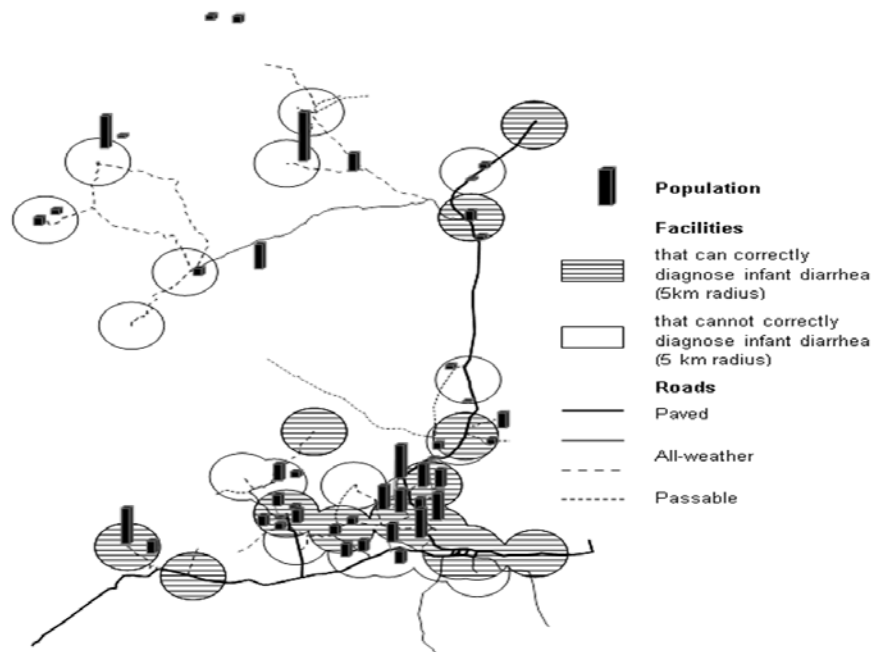 Population
Facilities
that can correctly
diagnose infant diarrhea
(5km radius)
that cannot correctly
diagnose infant diarrhea
(5 km radius)
Roads
Paved
All-weather
Passable